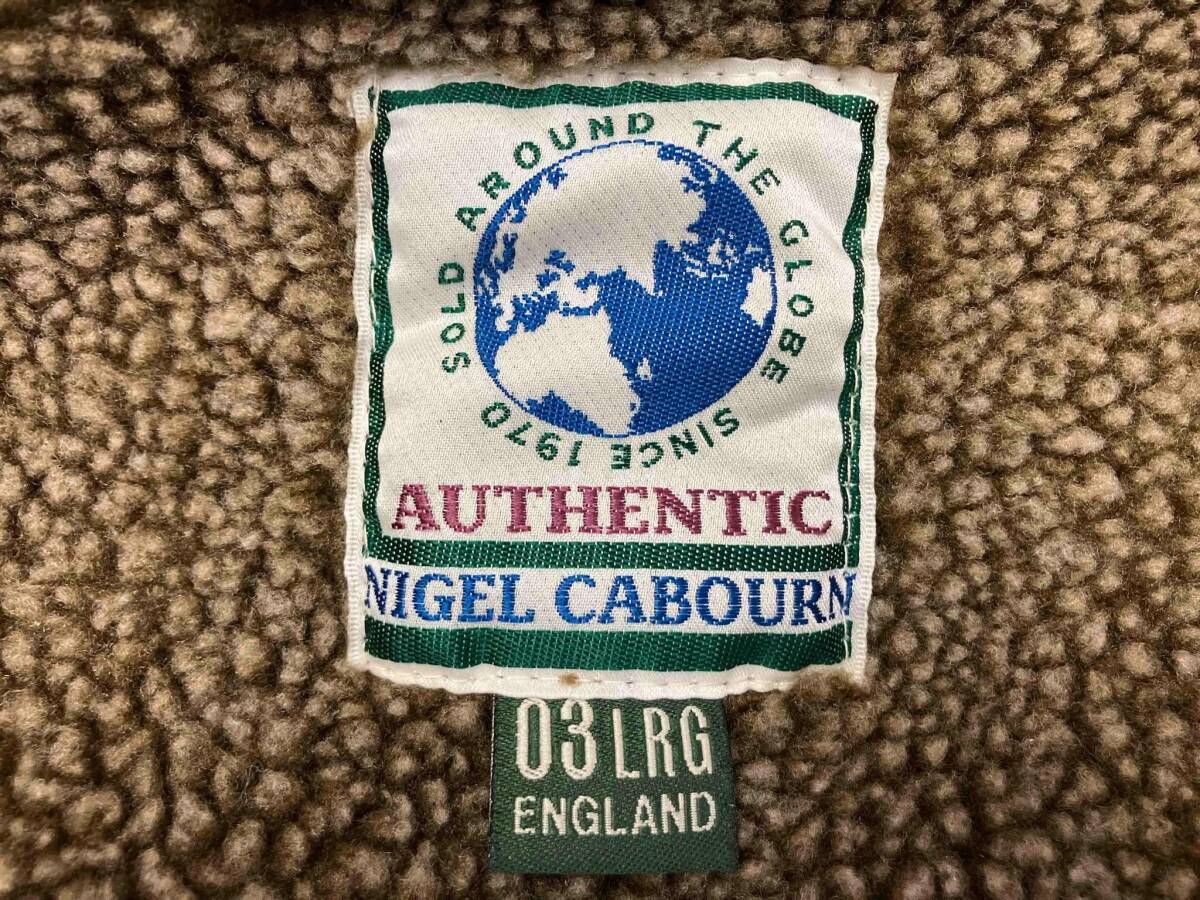 SOLD AROUND THE GLOBE SINCE 1970
AUTHENTIC
NIGEL CABOURN
03 LRG
ENGLAND